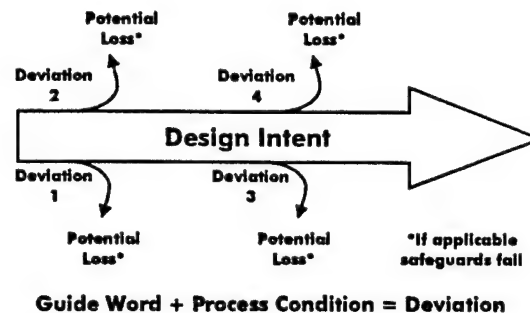 Potential
Loss*
Potential
Loss*
Deviation
2
Deviation
4
Design Intent
Deviation
1
Deviation
3
Potential
Loss*
Potential
Loss*
*If applicable
safeguards fail
Guide Word + Process Condition = Deviation